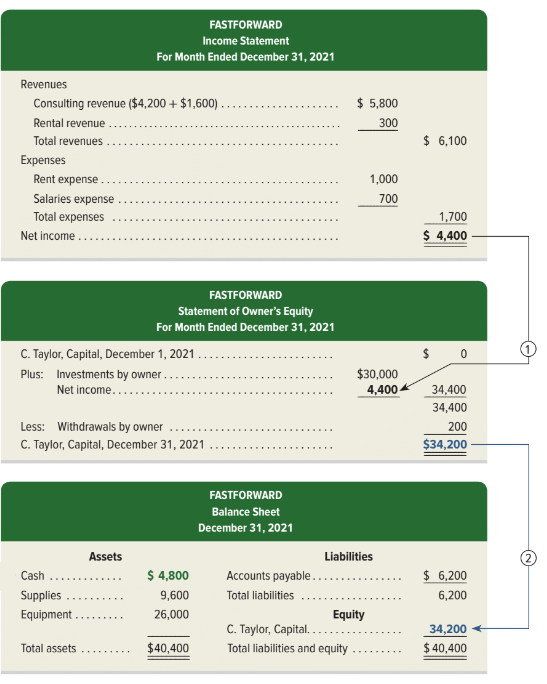 FASTFORWARD
Income Statement
For Month Ended December 31, 2021
Revenues
Consulting revenue ($4,200 + $1,600) . . . . . . . . . . . . . . . . . . . . $ 5,800
Rental revenue . . . . . . . . . . . . . . . . . . . . . . . . . . . . . . . . . . . . . . . 300
Total revenues . . . . . . . . . . . . . . . . . . . . . . . . . . . . . . . . . . . . . . . $ 6,100
Expenses
Rent expense . . . . . . . . . . . . . . . . . . . . . . . . . . . . . . . . . . . . . . . . 1,000
Salaries expense . . . . . . . . . . . . . . . . . . . . . . . . . . . . . . . . . . . . . 700
Total expenses . . . . . . . . . . . . . . . . . . . . . . . . . . . . . . . . . . . . . . 1,700
Net income . . . . . . . . . . . . . . . . . . . . . . . . . . . . . . . . . . . . . . . . . . . . $ 4,400
1
FASTFORWARD
Statement of Owner's Equity
For Month Ended December 31, 2021
C. Taylor, Capital, December 1, 2021 . . . . . . . . . . . . . . . . . . . . . . . $ 0
Plus: Investments by owner . . . . . . . . . . . . . . . . . . . . . . . . . . . . . $30,000
Net income . . . . . . . . . . . . . . . . . . . . . . . . . . . . . . . . . . . . . . 4,400 34,400
34,400
Less: Withdrawals by owner . . . . . . . . . . . . . . . . . . . . . . . . . . . . 200
C. Taylor, Capital, December 31, 2021 . . . . . . . . . . . . . . . . . . . . . $34,200
FASTFORWARD
Balance Sheet
December 31, 2021
2
Assets Liabilities
Cash . . . . . . . . . . . . . $ 4,800 Accounts payable . . . . . . . . . . . . . . . $ 6,200
Supplies . . . . . . . . . . 9,600 Total liabilities . . . . . . . . . . . . . . . . . 6,200
Equipment . . . . . . . . . 26,000 Equity
C. Taylor, Capital. . . . . . . . . . . . . . . . 34,200
Total assets . . . . . . . . . $40,400 Total liabilities and equity . . . . . . . . . $40,400